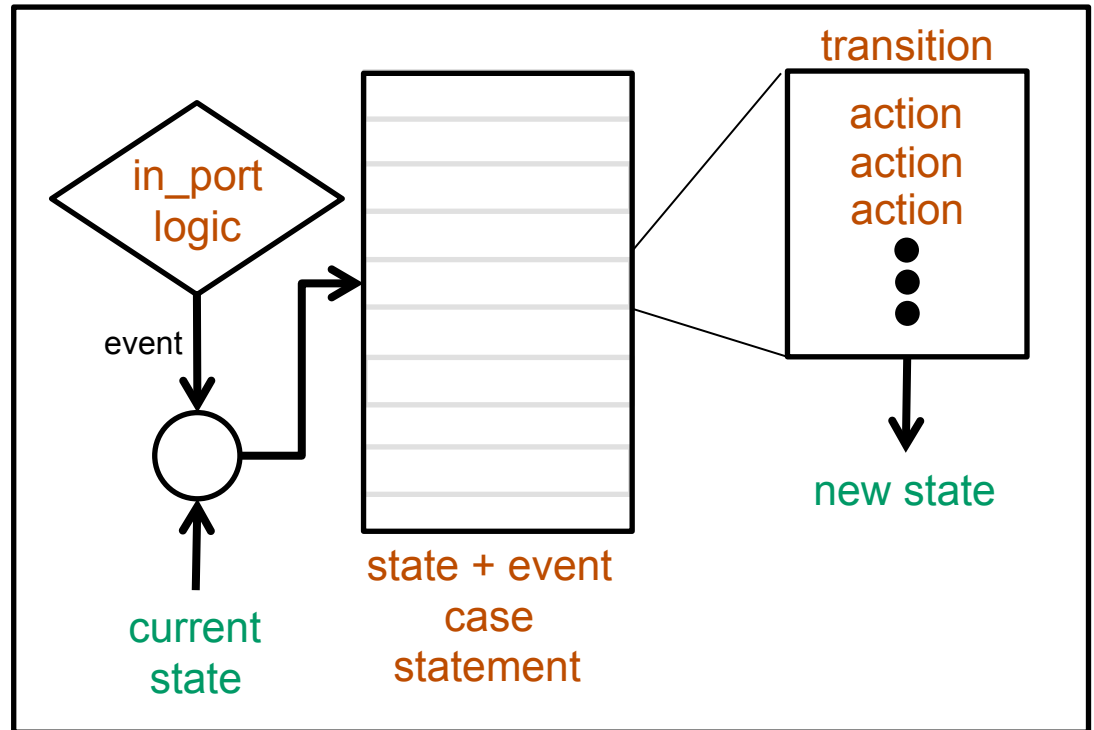 transition
action
action
action
in_port
logic
event
new state
state + event
case
statement
current
state